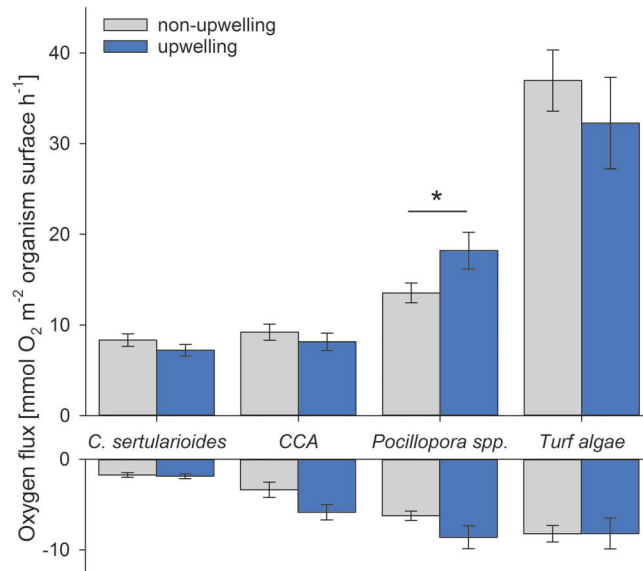 non-upwelling
upwelling
Oxygen flux [mmol O₂ m⁻² organism surface h⁻¹]
40
30
20
10
0
*
C. sertularioides CCA Pocillopora spp. Turf algae
0
-10